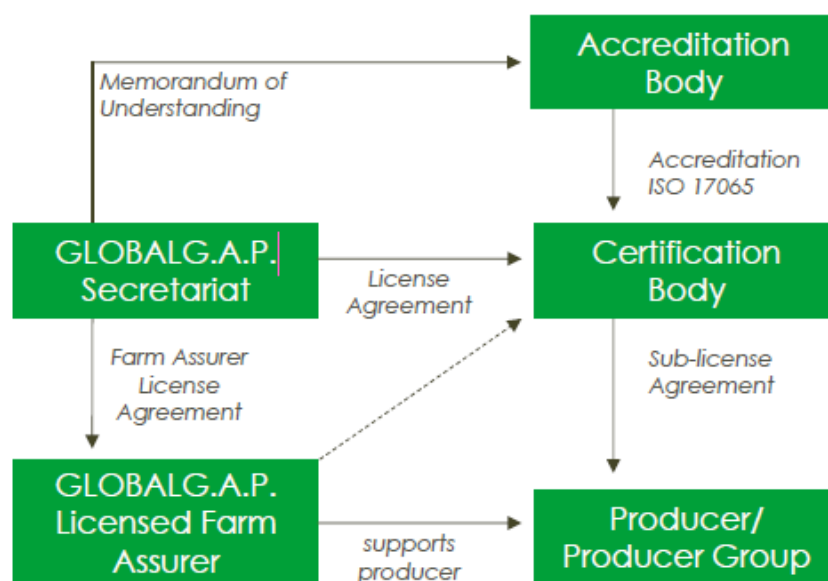 Accreditation
Body
Memorandum of
Understanding
Accreditation
ISO 17065
GLOBALG.A.P.
Secretariat
License
Agreement
Certification
Body
Farm Assurer
License
Agreement
Sub-license
Agreement
GLOBALG.A.P.
Licensed Farm
Assurer
supports
producer
Producer/
Producer Group